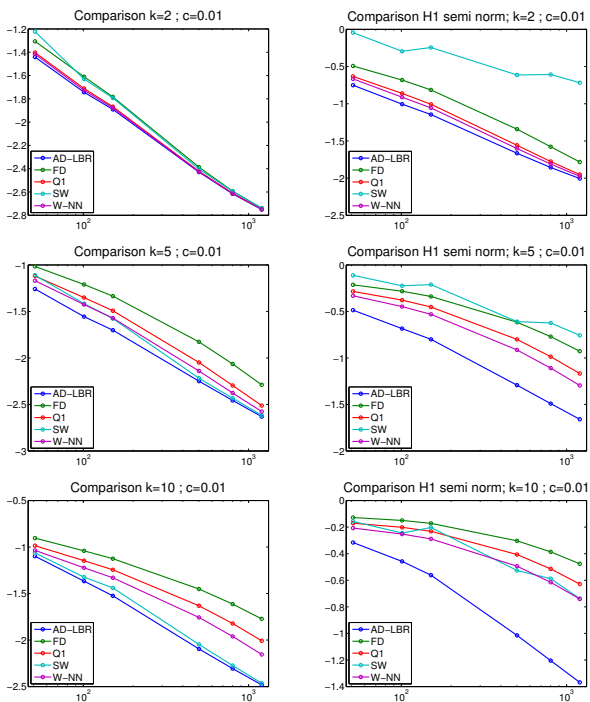 Comparison k=2 ; c=0.01
−1.2
−1.4
−1.6
−1.8
−2
−2.2
−2.4
−2.6
−2.8
10²
10³
AD−LBR
FD
Q1
SW
W−NN
Comparison H1 semi norm; k=2 ; c=0.01
0
−0.5
−1
−1.5
−2
−2.5
10²
10³
AD−LBR
FD
Q1
SW
W−NN
Comparison k=5 ; c=0.01
−1
−1.5
−2
−2.5
−3
10²
10³
AD−LBR
FD
Q1
SW
W−NN
Comparison H1 semi norm; k=5 ; c=0.01
0
−0.5
−1
−1.5
−2
10²
10³
AD−LBR
FD
Q1
SW
W−NN
Comparison k=10 ; c=0.01
−0.5
−1
−1.5
−2
−2.5
10²
10³
AD−LBR
FD
Q1
SW
W−NN
Comparison H1 semi norm; k=10 ; c=0.01
0
−0.2
−0.4
−0.6
−0.8
−1
−1.2
−1.4
10²
10³
AD−LBR
FD
Q1
SW
W−NN